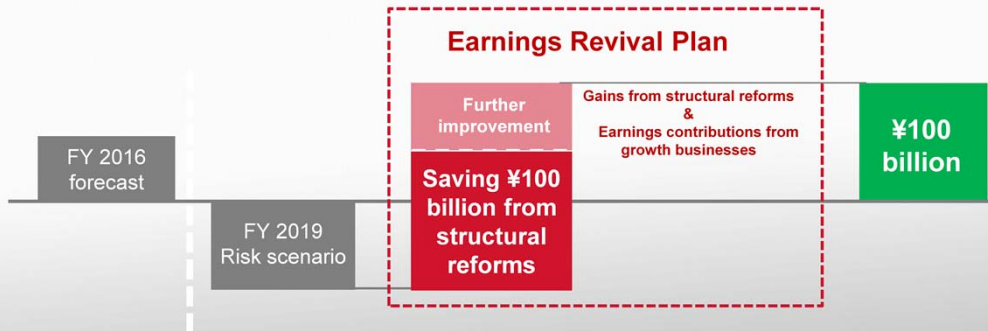 Earnings Revival Plan
FY 2016
forecast
FY 2019
Risk scenario
Further
improvement
Saving ¥100
billion from
structural
reforms
Gains from structural reforms
&
Earnings contributions from
growth businesses
¥100
billion